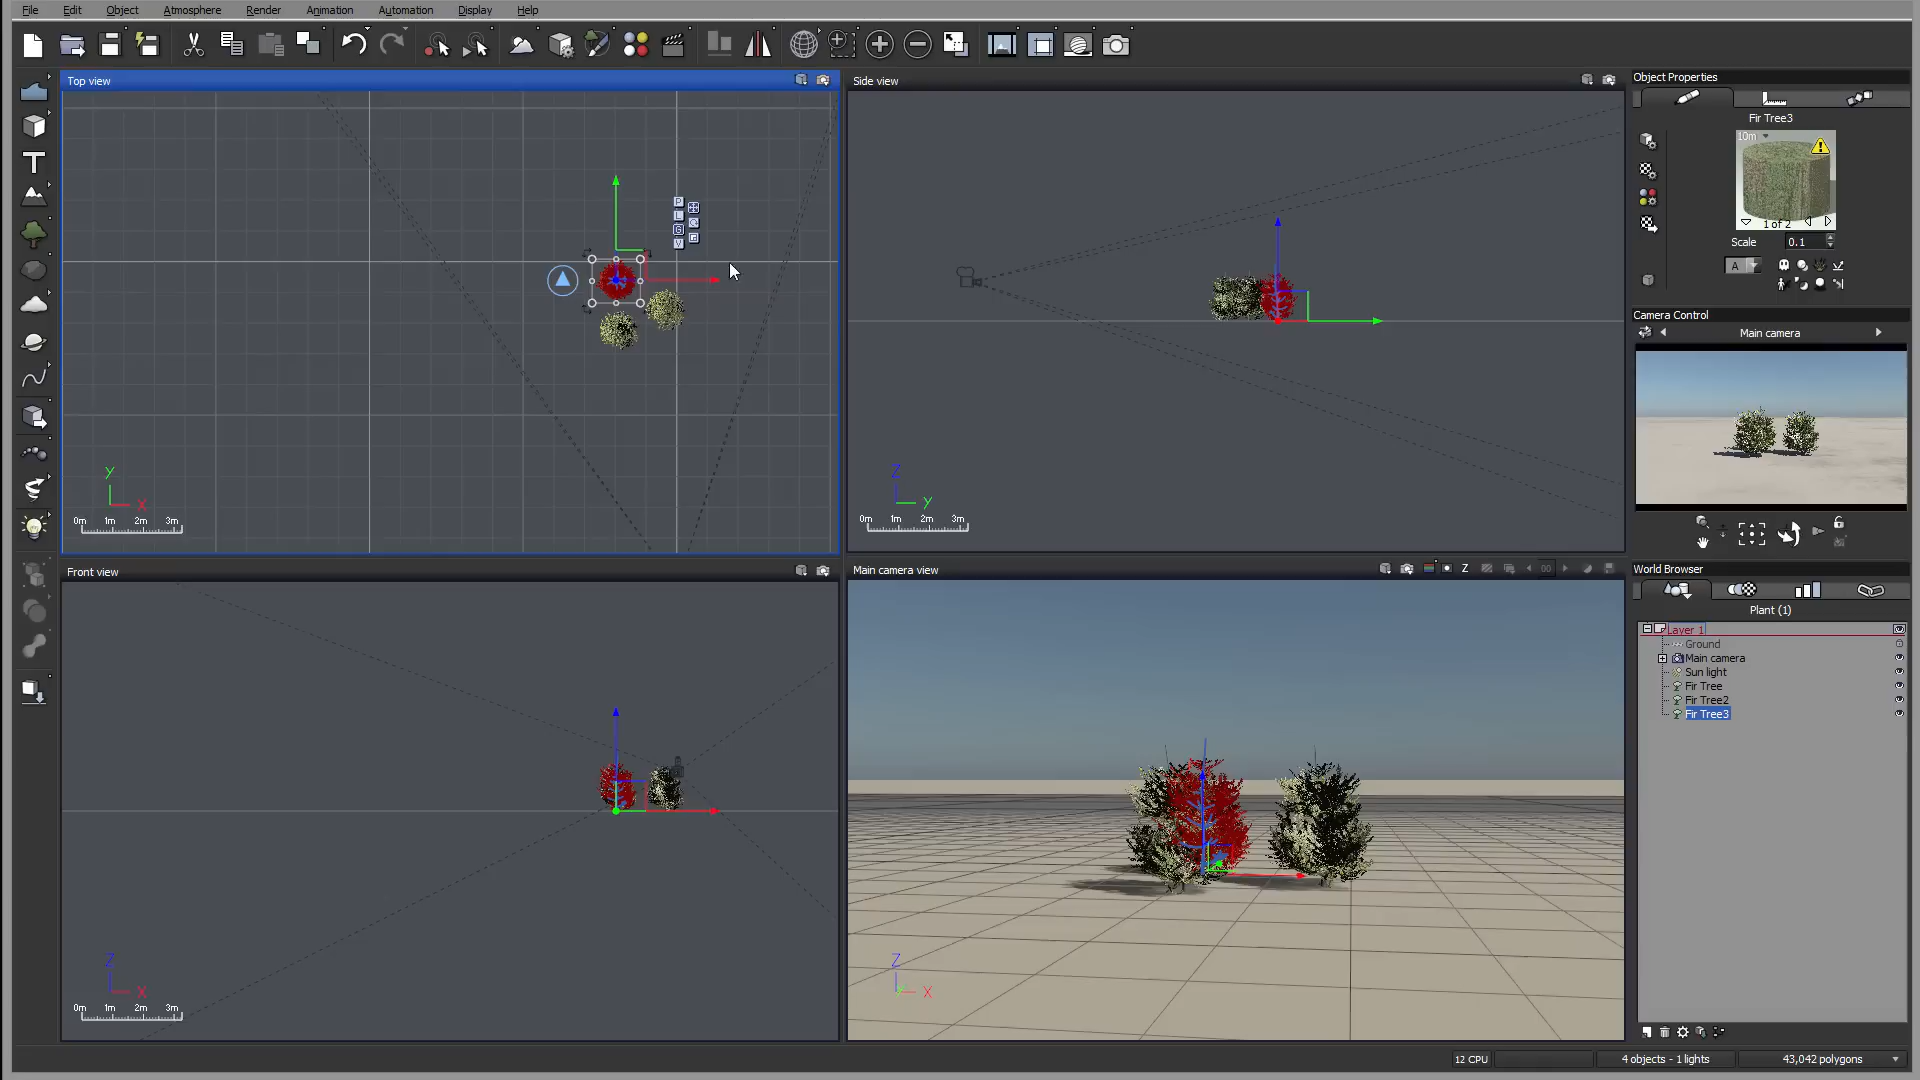 File Edit Object Atmosphere Render Animation Automation Display Help
Top view
Side view
Object Properties
Fir Tree3
10m
1 of 2
Scale 0.1
A
P
L
G
V
Camera Control
Main camera
Y
X
0m 1m 2m 3m
Z
Y
0m 1m 2m 3m
Front view
Main camera view
Z
World Browser
Plant (1)
Layer 1
Ground
Main camera
Sun light
Fir Tree
Fir Tree2
Fir Tree3
Z
X
0m 1m 2m 3m
Z
X
12 CPU
4 objects - 1 lights
43,042 polygons